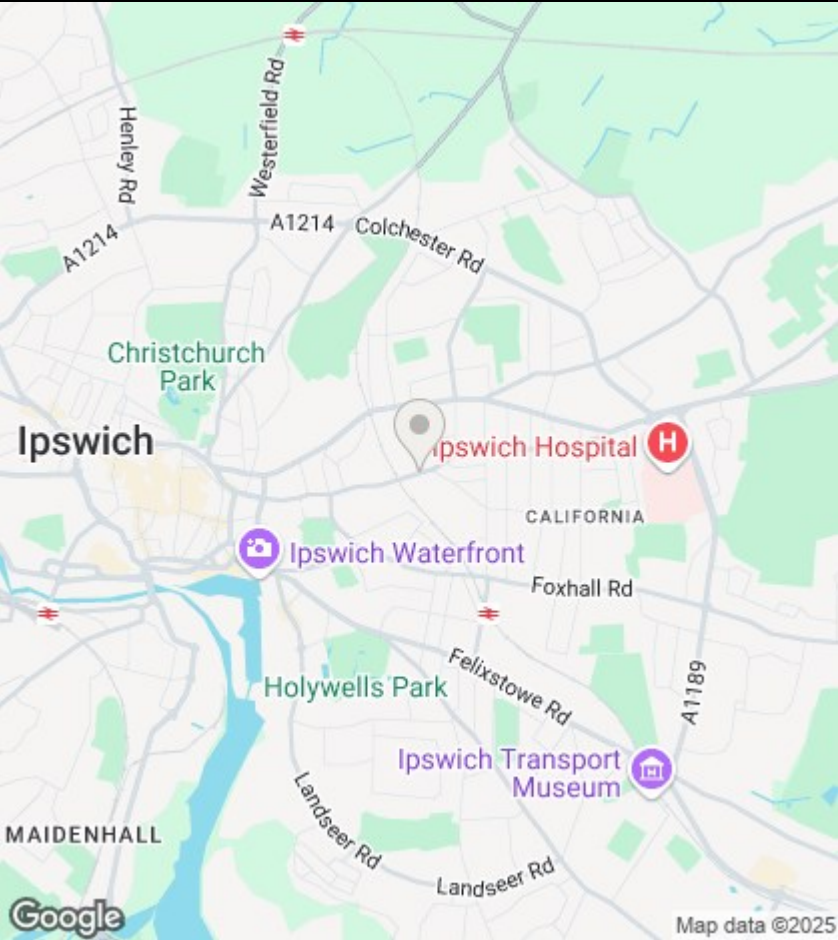 Henley Rd
Westerfield Rd
A1214
A1214
Colchester Rd
Christchurch
Park
Ipswich
Ipswich Hospital
H
CALIFORNIA
Ipswich Waterfront
Foxhall Rd
Holywells Park
Felixstowe Rd
A1189
Ipswich Transport
Museum
Landseer Rd
MAIDENHALL
Landseer Rd
Google
Map data ©2025